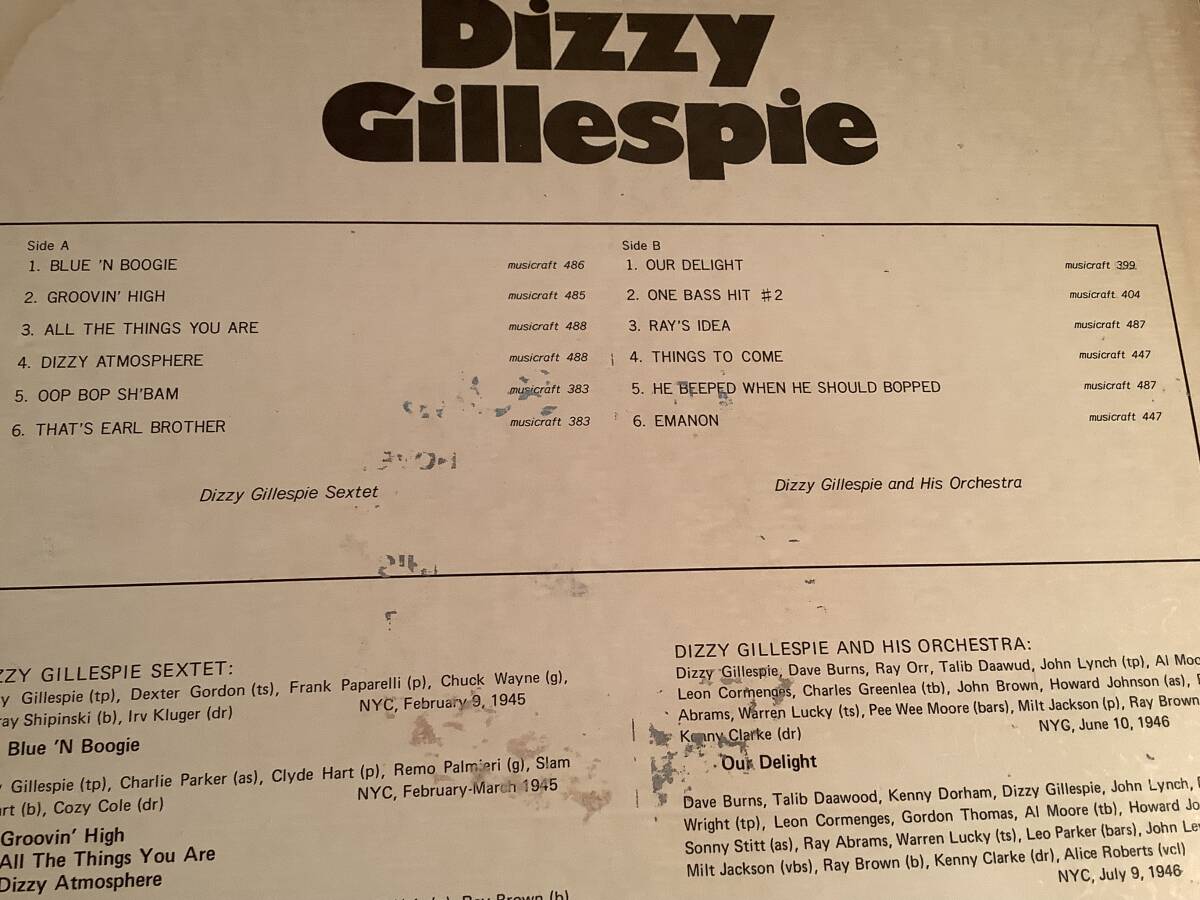 Dizzy
Gillespie
Side A
1. BLUE 'N BOOGIE musicraft 486
2. GROOVIN' HIGH musicraft 485
3. ALL THE THINGS YOU ARE musicraft 488
4. DIZZY ATMOSPHERE musicraft 488
5. OOP BOP SH'BAM musicraft 383
6. THAT'S EARL BROTHER musicraft 383
Dizzy Gillespie Sextet
Side B
1. OUR DELIGHT musicraft 399
2. ONE BASS HIT #2 musicraft 404
3. RAY'S IDEA musicraft 487
4. THINGS TO COME musicraft 447
5. HE BEEPED WHEN HE SHOULD BOPPED musicraft 487
6. EMANON musicraft 447
Dizzy Gillespie and His Orchestra
ZZY GILLESPIE SEXTET:
y Gillespie (tp), Dexter Gordon (ts), Frank Paparelli (p), Chuck Wayne (g),
ray Shipinski (b), Irv Kluger (dr) NYC, February 9, 1945
Blue 'N Boogie
Gillespie (tp), Charlie Parker (as), Clyde Hart (p), Remo Palmieri (g), Slam
art (b), Cozy Cole (dr) NYC, February-March 1945
Groovin' High
All The Things You Are
Dizzy Atmosphere
Ray Brown (b)
DIZZY GILLESPIE AND HIS ORCHESTRA:
Dizzy Gillespie, Dave Burns, Ray Orr, Talib Daawud, John Lynch (tp), Al Moo
Leon Cormenges, Charles Greenlea (tb), John Brown, Howard Johnson (as),
Abrams, Warren Lucky (ts), Pee Wee Moore (bars), Milt Jackson (p), Ray Brown
Kenny Clarke (dr) NYG, June 10, 1946
Our Delight
Dave Burns, Talib Daawood, Kenny Dorham, Dizzy Gillespie, John Lynch,
Wright (tp), Leon Cormenges, Gordon Thomas, Al Moore (tb), Howard Jo
Sonny Stitt (as), Ray Abrams, Warren Lucky (ts), Leo Parker (bars), John Le
Milt Jackson (vbs), Ray Brown (b), Kenny Clarke (dr), Alice Roberts (vcl)
NYC, July 9, 1946